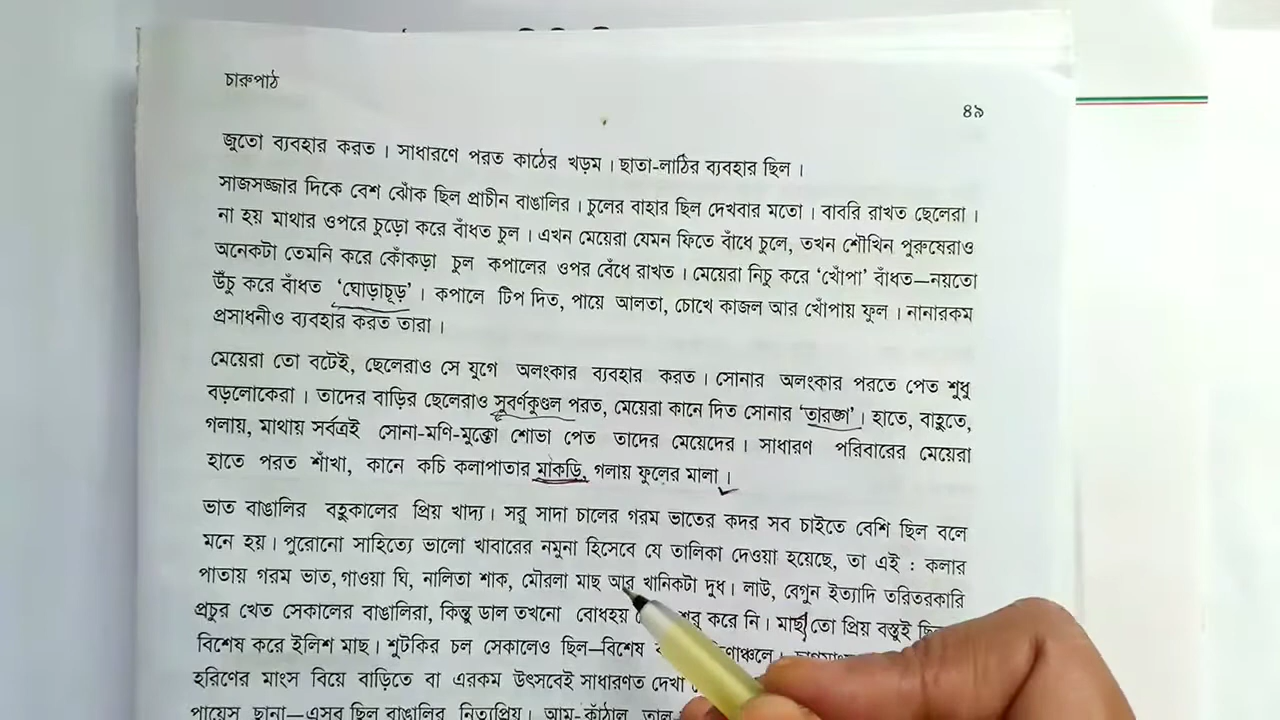 চারুপাঠ
৪৯
জুতো ব্যবহার করত । সাধারণে পরত কাঠের খড়ম । ছাতা-লাঠির ব্যবহার ছিল ।
সাজসজ্জার দিকে বেশ ঝোঁক ছিল প্রাচীন বাঙালির । চুলের বাহার ছিল দেখবার মতো । বাবরি রাখত ছেলেরা ।
না হয় মাথার ওপরে চুড়ো করে বাঁধত চুল । এখন মেয়েরা যেমন ফিতে বাঁধে চুলে, তখন শৌখিন পুরুষেরাও
অনেকটা তেমনি করে কোঁকড়া চুল কপালের ওপর বেঁধে রাখত । মেয়েরা নিচু করে ‘খোঁপা’ বাঁধত—নয়তো
উঁচু করে বাঁধত ‘ঘোড়াচূড়’ । কপালে টিপ দিত, পায়ে আলতা, চোখে কাজল আর খোঁপায় ফুল । নানারকম
প্রসাধনীও ব্যবহার করত তারা ।
মেয়েরা তো বটেই, ছেলেরাও সে যুগে অলংকার ব্যবহার করত । সোনার অলংকার পরতে পেত শুধু
বড়লোকেরা । তাদের বাড়ির ছেলেরাও সুবর্ণকুণ্ডল পরত, মেয়েরা কানে দিত সোনার ‘তারঙ্গ’ । হাতে, বাহুতে,
গলায়, মাথায় সর্বত্রই সোনা-মণি-মুক্তো শোভা পেত তাদের মেয়েদের । সাধারণ পরিবারের মেয়েরা
হাতে পরত শাঁখা, কানে কচি কলাপাতার মাকড়ি, গলায় ফুলের মালা ।
ভাত বাঙালির বহুকালের প্রিয় খাদ্য । সরু সাদা চালের গরম ভাতের কদর সব চাইতে বেশি ছিল বলে
মনে হয় । পুরোনো সাহিত্যে ভালো খাবারের নমুনা হিসেবে যে তালিকা দেওয়া হয়েছে, তা এই : কলার
পাতায় গরম ভাত, গাওয়া ঘি, নালিতা শাক, মৌরলা মাছ আর খানিকটা দুধ । লাউ, বেগুন ইত্যাদি তরিতরকারি
প্রচুর খেত সেকালের বাঙালিরা, কিন্তু ডাল তখনো বোধহয় করে নি । মাছ তো প্রিয় বস্তুই
বিশেষ করে ইলিশ মাছ । শুটকির চল সেকালেও ছিল—বিশেষ
হরিণের মাংস বিয়ে বাড়িতে বা এরকম উৎসবেই সাধারণত দেখা
পায়েস ছানা—এসব ছিল বাঙালির নিত্যপ্রিয় । আম-কাঁঠাল তাল